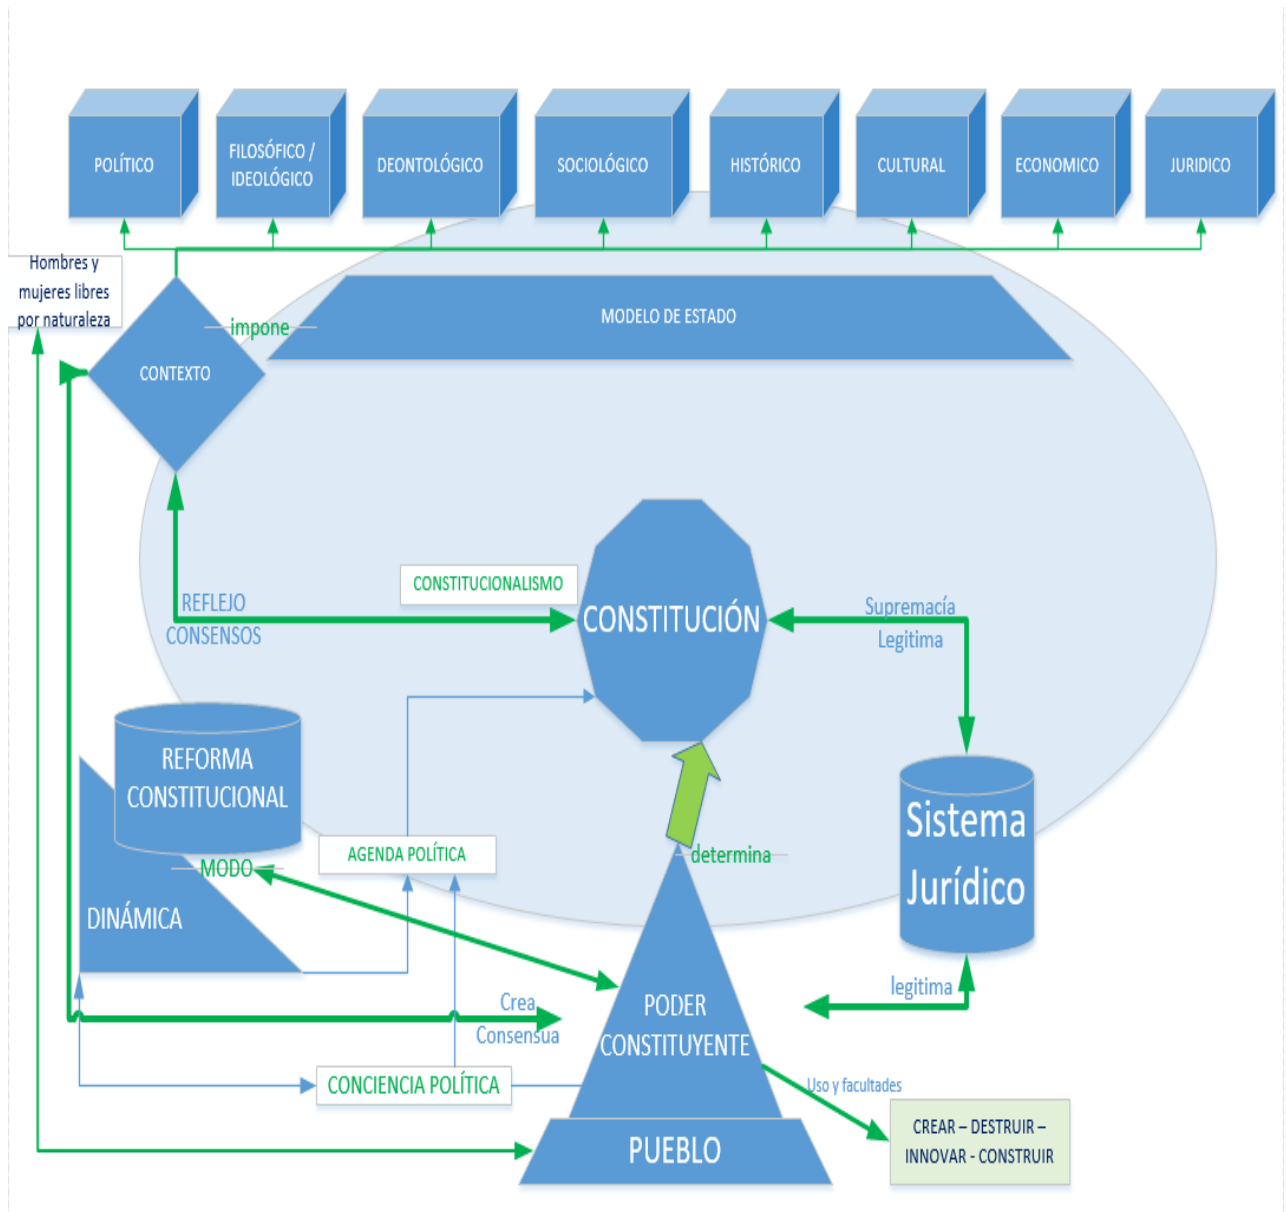 POLÍTICO
FILOSÓFICO /
IDEOLÓGICO
DEONTOLÓGICO
SOCIOLÓGICO
HISTÓRICO
CULTURAL
ECONOMICO
JURIDICO
Hombres y
mujeres libres
por naturaleza
impone
MODELO DE ESTADO
CONTEXTO
CONSTITUCIONALISMO
REFLEJO
CONSENSOS
CONSTITUCIÓN
Supremacía
Legitima
REFORMA
CONSTITUCIONAL
MODO
AGENDA POLÍTICA
determina
Sistema
Jurídico
DINÁMICA
legitima
Crea
Consensua
PODER
CONSTITUYENTE
CONCIENCIA POLÍTICA
Uso y facultades
CREAR – DESTRUIR –
INNOVAR - CONSTRUIR
PUEBLO